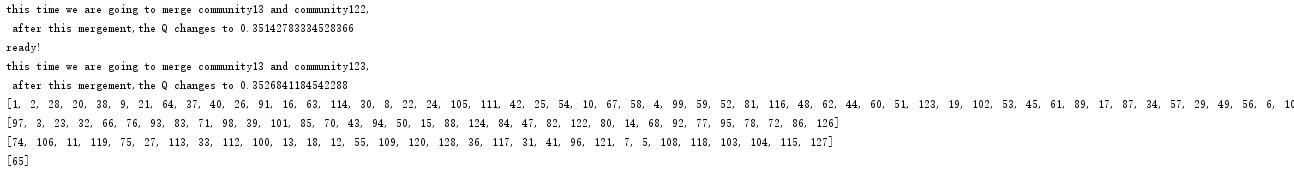 this time we are going to merge community13 and community122,
after this mergement,the Q changes to 0.35142783334528366
ready!
this time we are going to merge community13 and community123,
after this mergement,the Q changes to 0.3526841184542288
[1, 2, 28, 20, 38, 9, 21, 64, 37, 40, 26, 91, 16, 63, 114, 30, 8, 22, 24, 105, 111, 42, 25, 54, 10, 67, 58, 4, 99, 59, 52, 81, 116, 48, 62, 44, 60, 51, 123, 19, 102, 53, 45, 61, 89, 17, 87, 34, 57, 29, 49, 56, 6, 10
[97, 3, 23, 32, 66, 76, 93, 83, 71, 98, 39, 101, 85, 70, 43, 94, 50, 15, 88, 124, 84, 47, 82, 122, 80, 14, 68, 92, 77, 95, 78, 72, 86, 126]
[74, 106, 11, 119, 75, 27, 113, 33, 112, 100, 13, 18, 12, 55, 109, 120, 128, 36, 117, 31, 41, 96, 121, 7, 5, 108, 118, 103, 104, 115, 127]
[65]